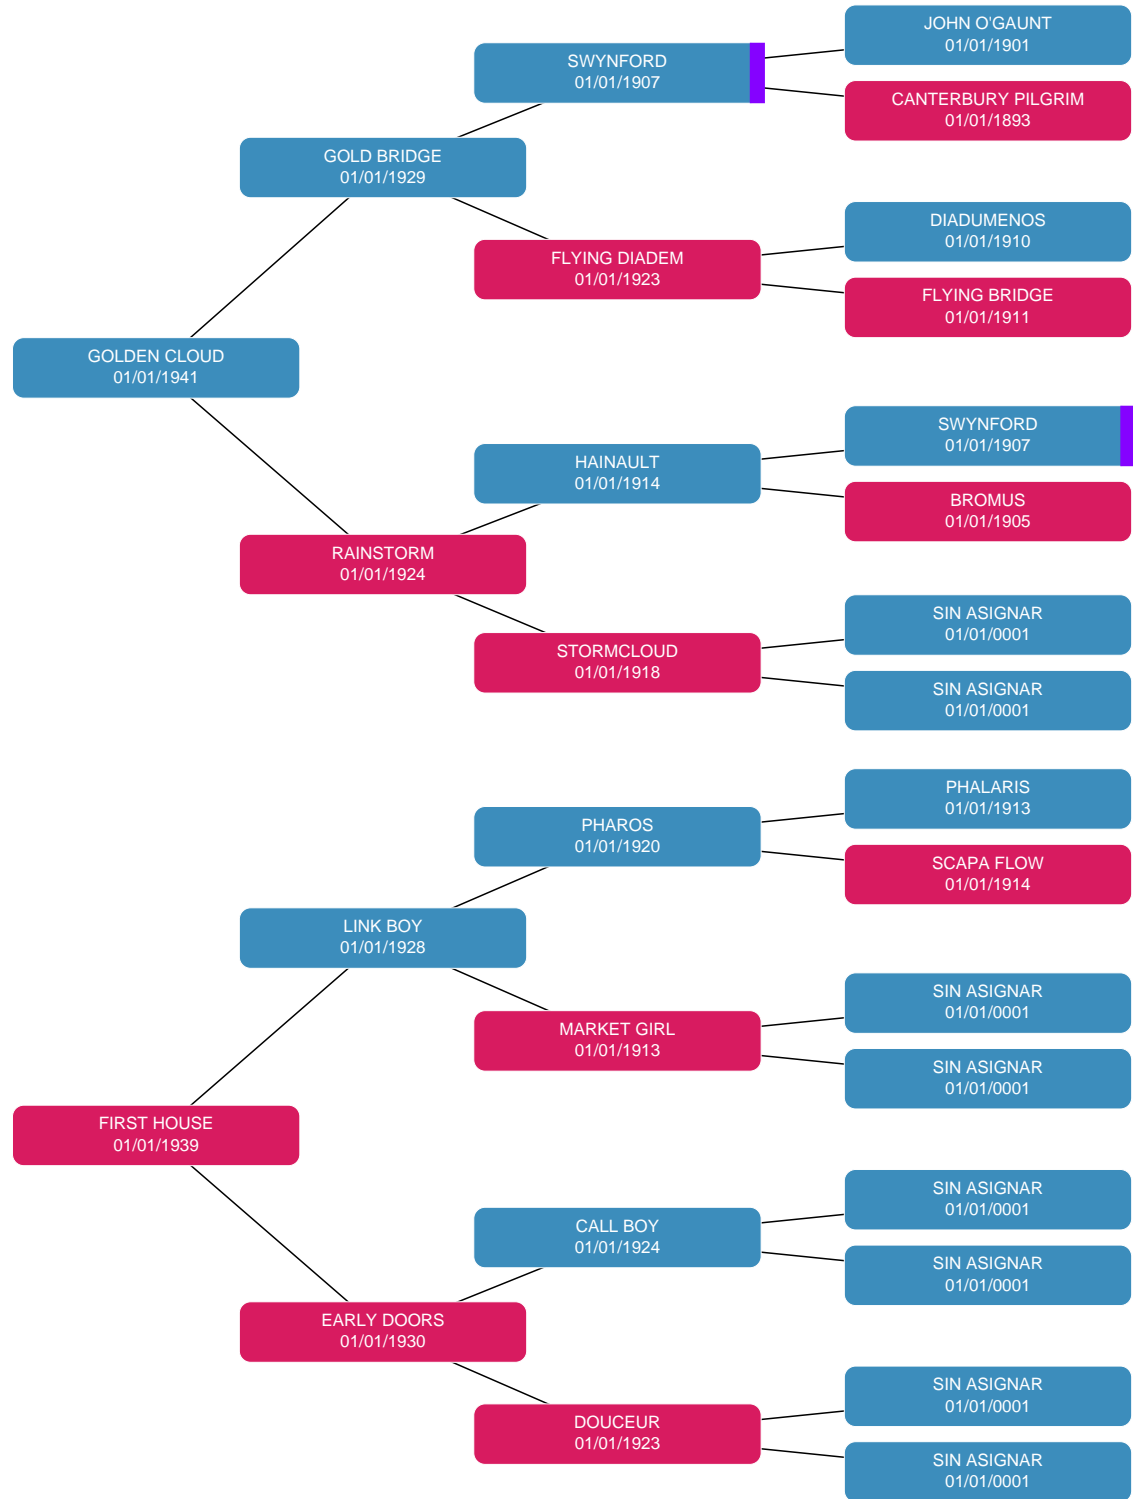 JOHN O'GAUNT
01/01/1901
SWYNFORD
01/01/1907
CANTERBURY PILGRIM
01/01/1893
GOLD BRIDGE
01/01/1929
DIADUMENOS
01/01/1910
FLYING DIADEM
01/01/1923
FLYING BRIDGE
01/01/1911
GOLDEN CLOUD
01/01/1941
SWYNFORD
01/01/1907
HAINAULT
01/01/1914
BROMUS
01/01/1905
RAINSTORM
01/01/1924
SIN ASIGNAR
01/01/0001
STORMCLOUD
01/01/1918
SIN ASIGNAR
01/01/0001
PHALARIS
01/01/1913
PHAROS
01/01/1920
SCAPA FLOW
01/01/1914
LINK BOY
01/01/1928
SIN ASIGNAR
01/01/0001
MARKET GIRL
01/01/1913
SIN ASIGNAR
01/01/0001
FIRST HOUSE
01/01/1939
SIN ASIGNAR
01/01/0001
CALL BOY
01/01/1924
SIN ASIGNAR
01/01/0001
EARLY DOORS
01/01/1930
SIN ASIGNAR
01/01/0001
DOUCEUR
01/01/1923
SIN ASIGNAR
01/01/0001